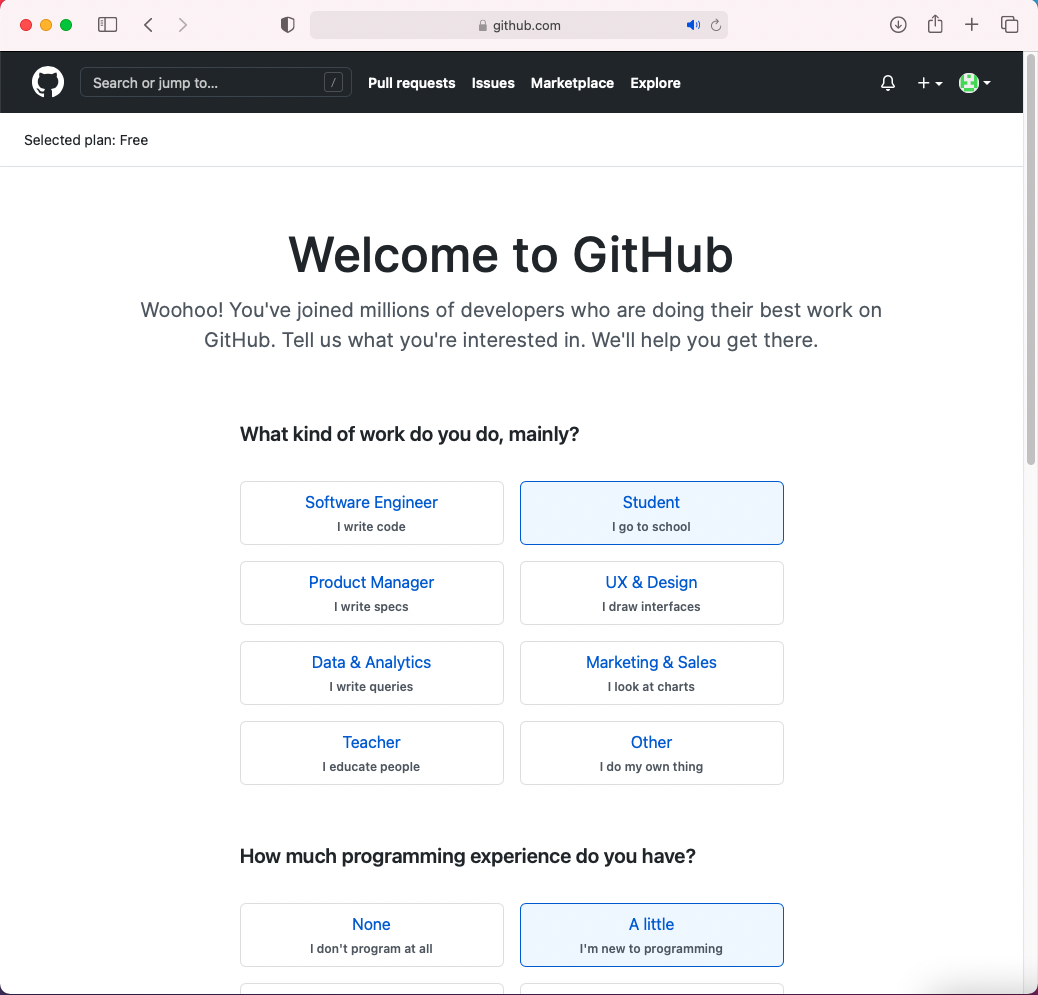 github.com
Search or jump to... /
Pull requests
Issues
Marketplace
Explore
Selected plan: Free
Welcome to GitHub
Woohoo! You've joined millions of developers who are doing their best work on
GitHub. Tell us what you're interested in. We'll help you get there.
What kind of work do you do, mainly?
Software Engineer
I write code
Student
I go to school
Product Manager
I write specs
UX & Design
I draw interfaces
Data & Analytics
I write queries
Marketing & Sales
I look at charts
Teacher
I educate people
Other
I do my own thing
How much programming experience do you have?
None
I don't program at all
A little
I'm new to programming